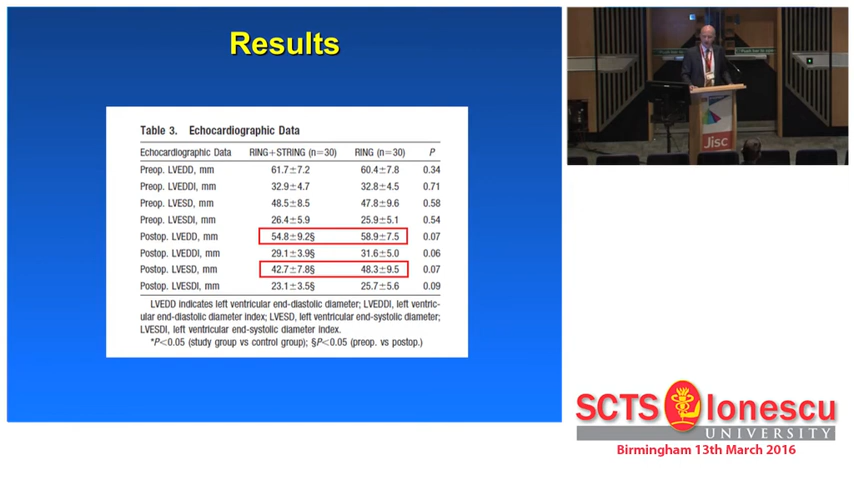 Results
Table 3. Echocardiographic Data
Echocardiographic Data RING+STRING (n=30) RING (n=30) P
Preop. LVEDD, mm 61.7±7.2 60.4±7.8 0.34
Preop. LVEDDI, mm 32.9±4.7 32.8±4.5 0.71
Preop. LVESD, mm 48.5±8.5 47.8±9.6 0.58
Preop. LVESDI, mm 26.4±5.9 25.9±5.1 0.54
Postop. LVEDD, mm 54.8±9.2§ 58.9±7.5 0.07
Postop. LVEDDI, mm 29.1±3.9§ 31.6±5.0 0.06
Postop. LVESD, mm 42.7±7.8§ 48.3±9.5 0.07
Postop. LVESDI, mm 23.1±3.5§ 25.7±5.6 0.09
LVEDD indicates left ventricular end-diastolic diameter; LVEDDI, left ventric-
ular end-diastolic diameter index; LVESD, left ventricular end-systolic diameter;
LVESDI, left ventricular end-systolic diameter index.
*P<0.05 (study group vs control group); §P<0.05 (preop. vs postop.)
Jisc
SCTS Ionescu
UNIVERSITY
Birmingham 13th March 2016